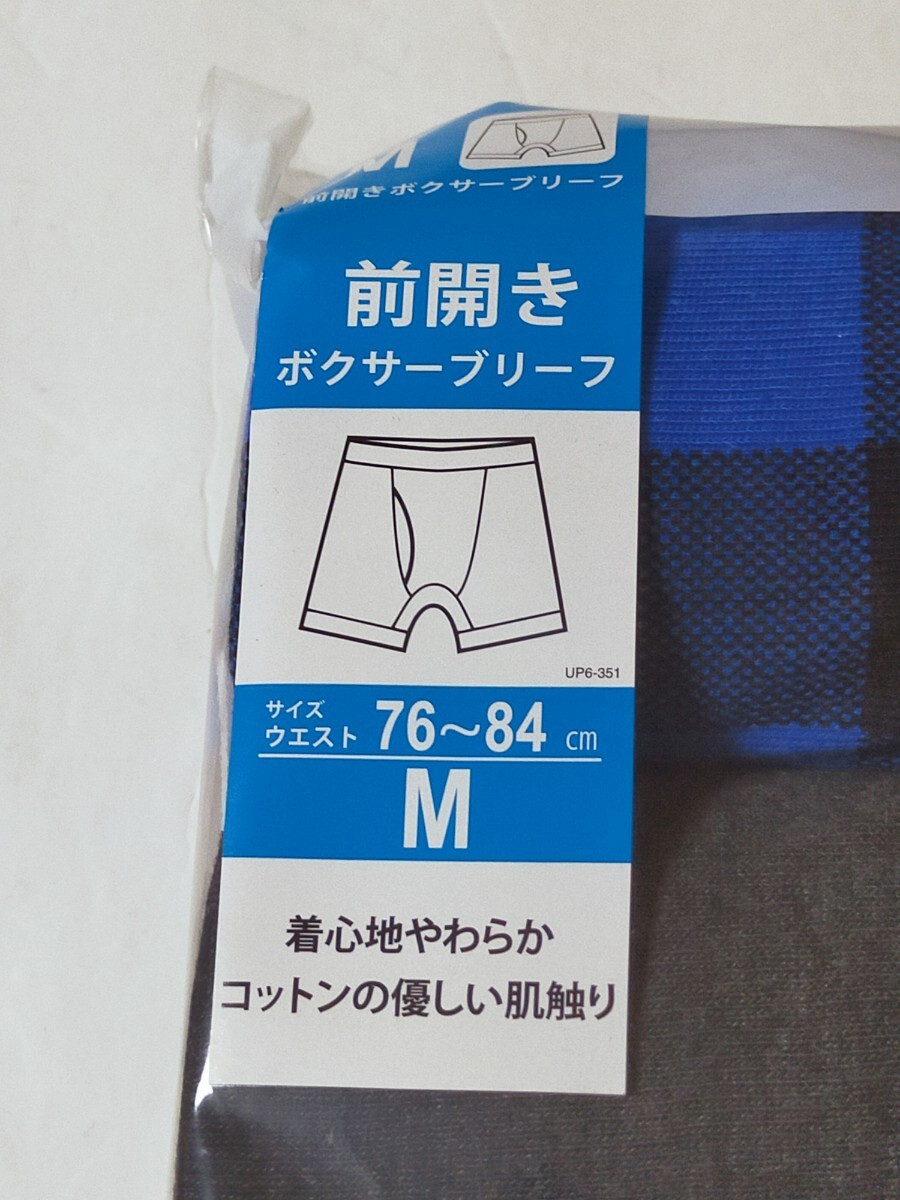 M
前開きボクサーブリーフ
前開き
ボクサーブリーフ
UP6-351
サイズ
ウエスト 76～84 cm
M
着心地やわらか
コットンの優しい肌触り